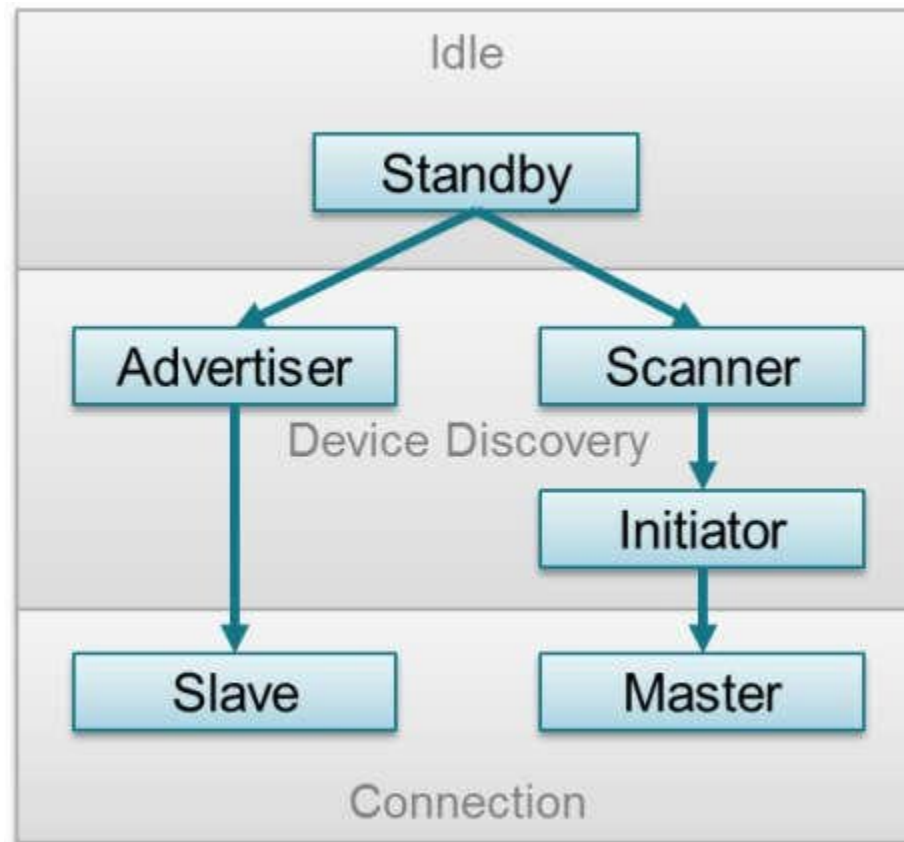 Idle
Standby
Advertiser
Scanner
Device Discovery
Initiator
Slave
Master
Connection